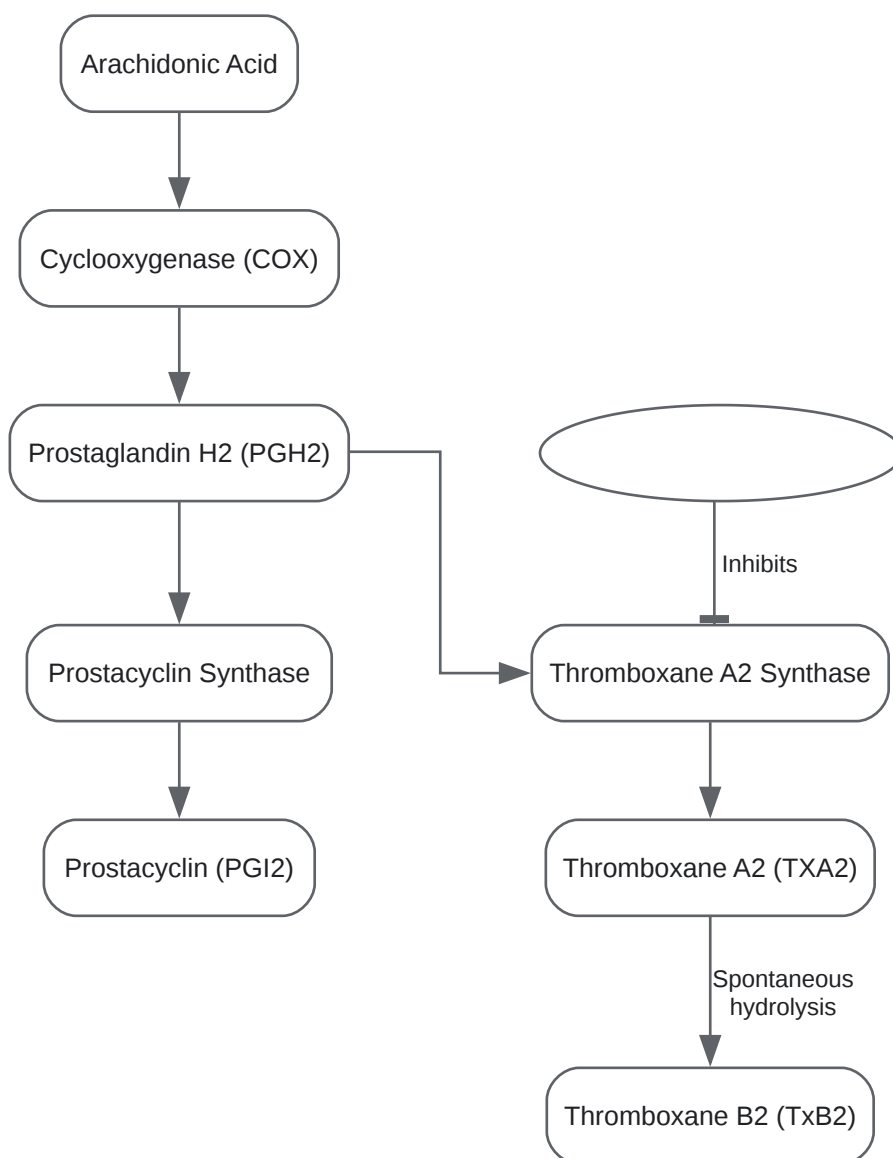 Arachidonic Acid
Cyclooxygenase (COX)
Prostaglandin H2 (PGH2)
Inhibits
Prostacyclin Synthase
Thromboxane A2 Synthase
Prostacyclin (PGI2)
Thromboxane A2 (TXA2)
Spontaneous
hydrolysis
Thromboxane B2 (TxB2)